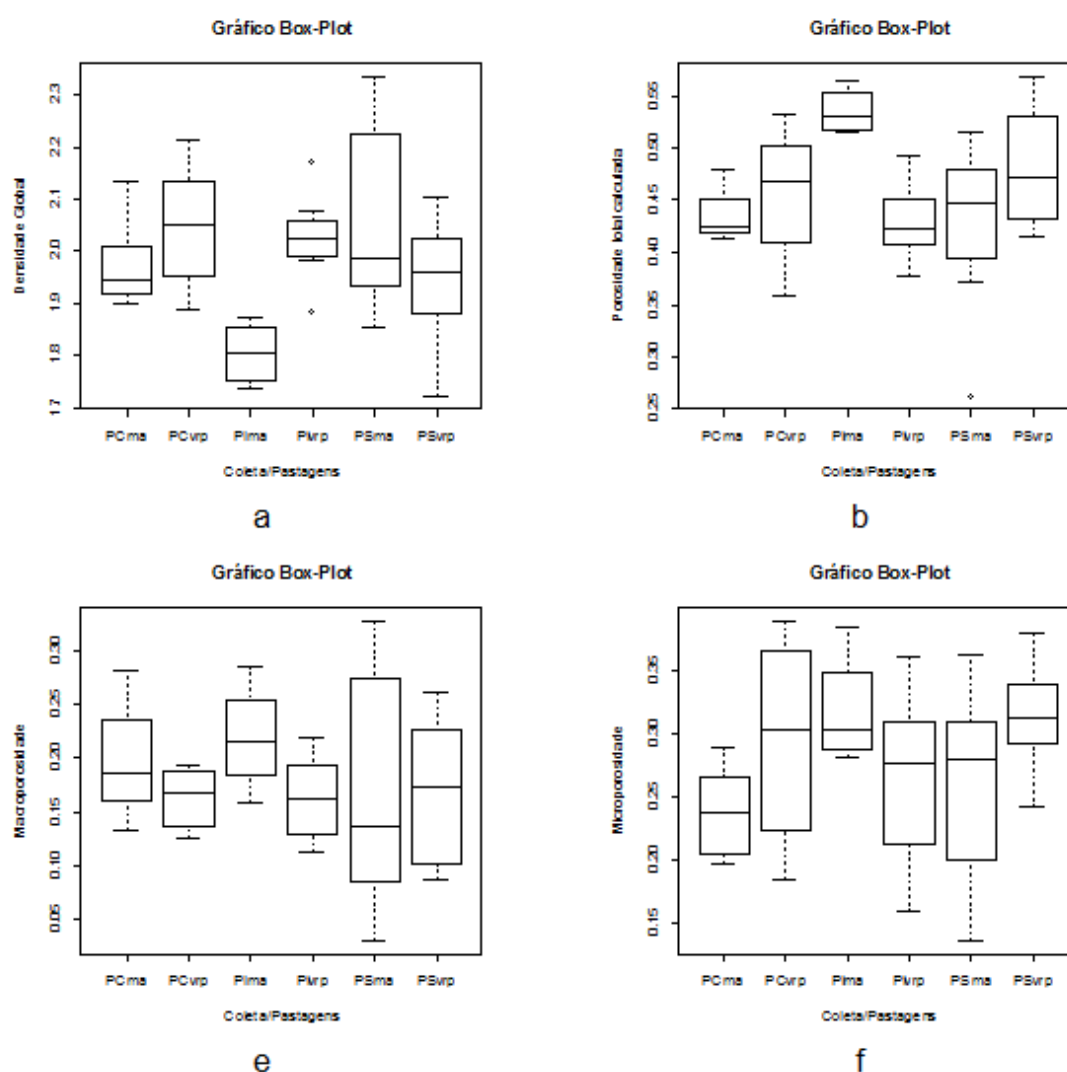 Gráfico Box-Plot
Densidade Global
2.3
2.2
2.1
2.0
1.9
1.8
1.7
PCma PCvrp PIma PIvrp PSma PSvrp
Coleta/Pastagens
a
Gráfico Box-Plot
Porosidade total calculada
0.55
0.50
0.45
0.40
0.35
0.30
0.25
PCma PCvrp PIma PIvrp PSma PSvrp
Coleta/Pastagens
b
Gráfico Box-Plot
Macroporosidade
0.30
0.25
0.20
0.15
0.10
0.05
PCma PCvrp PIma PIvrp PSma PSvrp
Coleta/Pastagens
e
Gráfico Box-Plot
Microporosidade
0.35
0.30
0.25
0.20
0.15
PCma PCvrp PIma PIvrp PSma PSvrp
Coleta/Pastagens
f